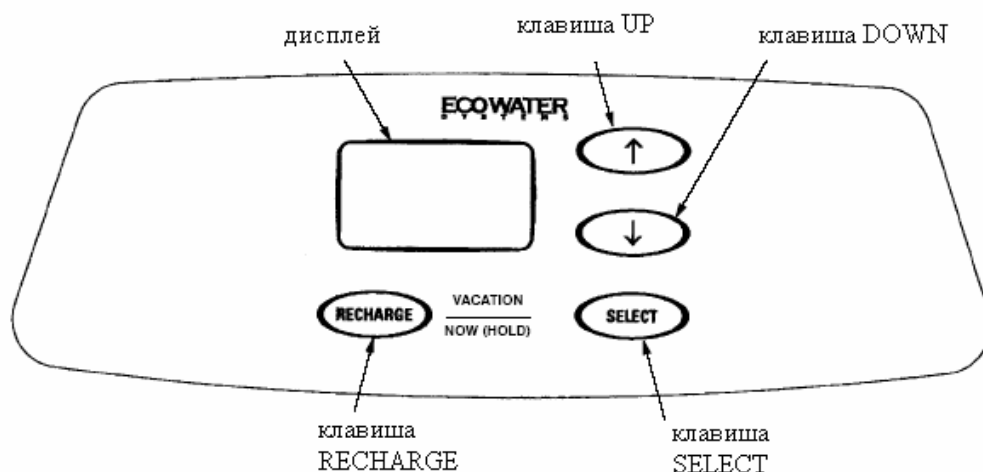 дисплей
клавиша UP
клавиша DOWN
ECOWATER
SYSTEMS
↑
↓
RECHARGE
VACATION
NOW (HOLD)
SELECT
клавиша
RECHARGE
клавиша
SELECT